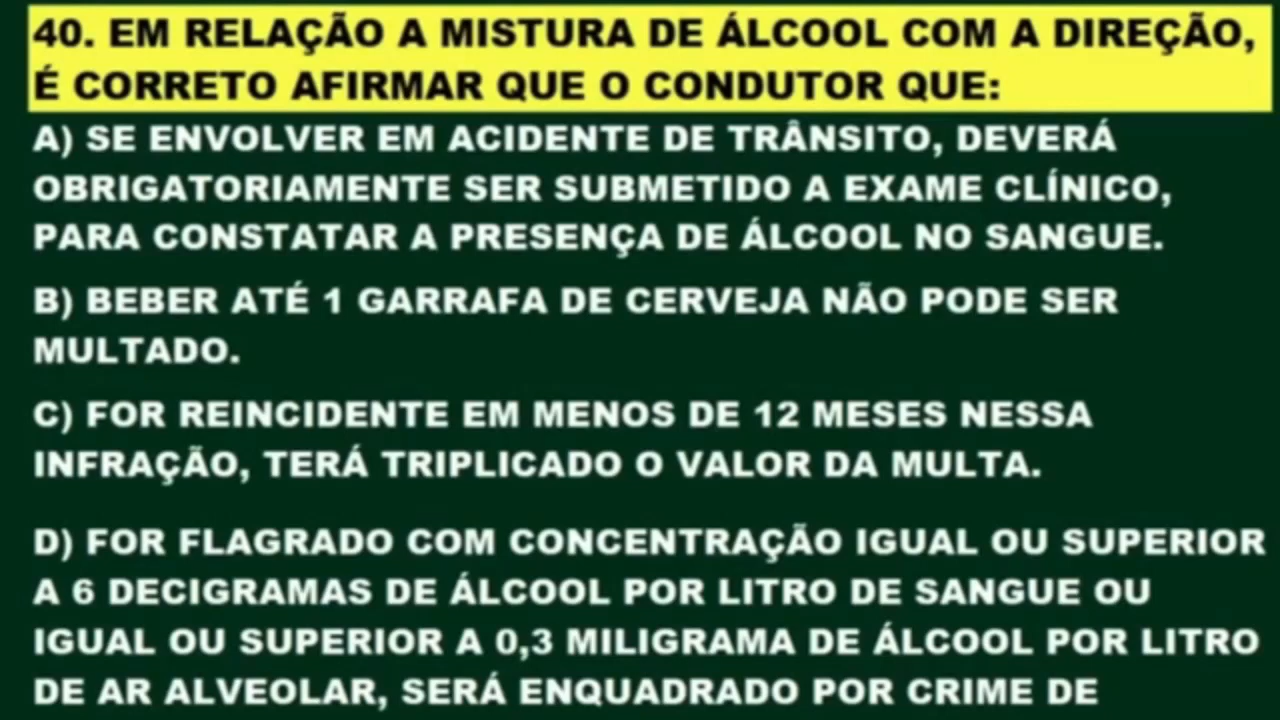 40. EM RELAÇÃO A MISTURA DE ÁLCOOL COM A DIREÇÃO,
É CORRETO AFIRMAR QUE O CONDUTOR QUE:
A) SE ENVOLVER EM ACIDENTE DE TRÂNSITO, DEVERÁ
OBRIGATORIAMENTE SER SUBMETIDO A EXAME CLÍNICO,
PARA CONSTATAR A PRESENÇA DE ÁLCOOL NO SANGUE.
B) BEBER ATÉ 1 GARRAFA DE CERVEJA NÃO PODE SER
MULTADO.
C) FOR REINCIDENTE EM MENOS DE 12 MESES NESSA
INFRAÇÃO, TERÁ TRIPLICADO O VALOR DA MULTA.
D) FOR FLAGRADO COM CONCENTRAÇÃO IGUAL OU SUPERIOR
A 6 DECIGRAMAS DE ÁLCOOL POR LITRO DE SANGUE OU
IGUAL OU SUPERIOR A 0,3 MILIGRAMA DE ÁLCOOL POR LITRO
DE AR ALVEOLAR, SERÁ ENQUADRADO POR CRIME DE